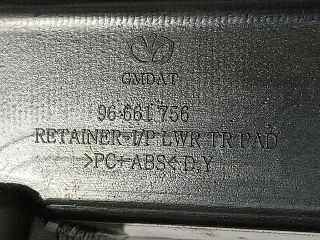 GMDAT
96 661 756
RETAINER-I/P LWR TR PAD
>PC+ABS< D.Y